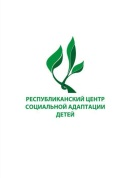 РЕСПУБЛИКАНСКИЙ ЦЕНТР
СОЦИАЛЬНОЙ АДАПТАЦИИ
ДЕТЕЙ